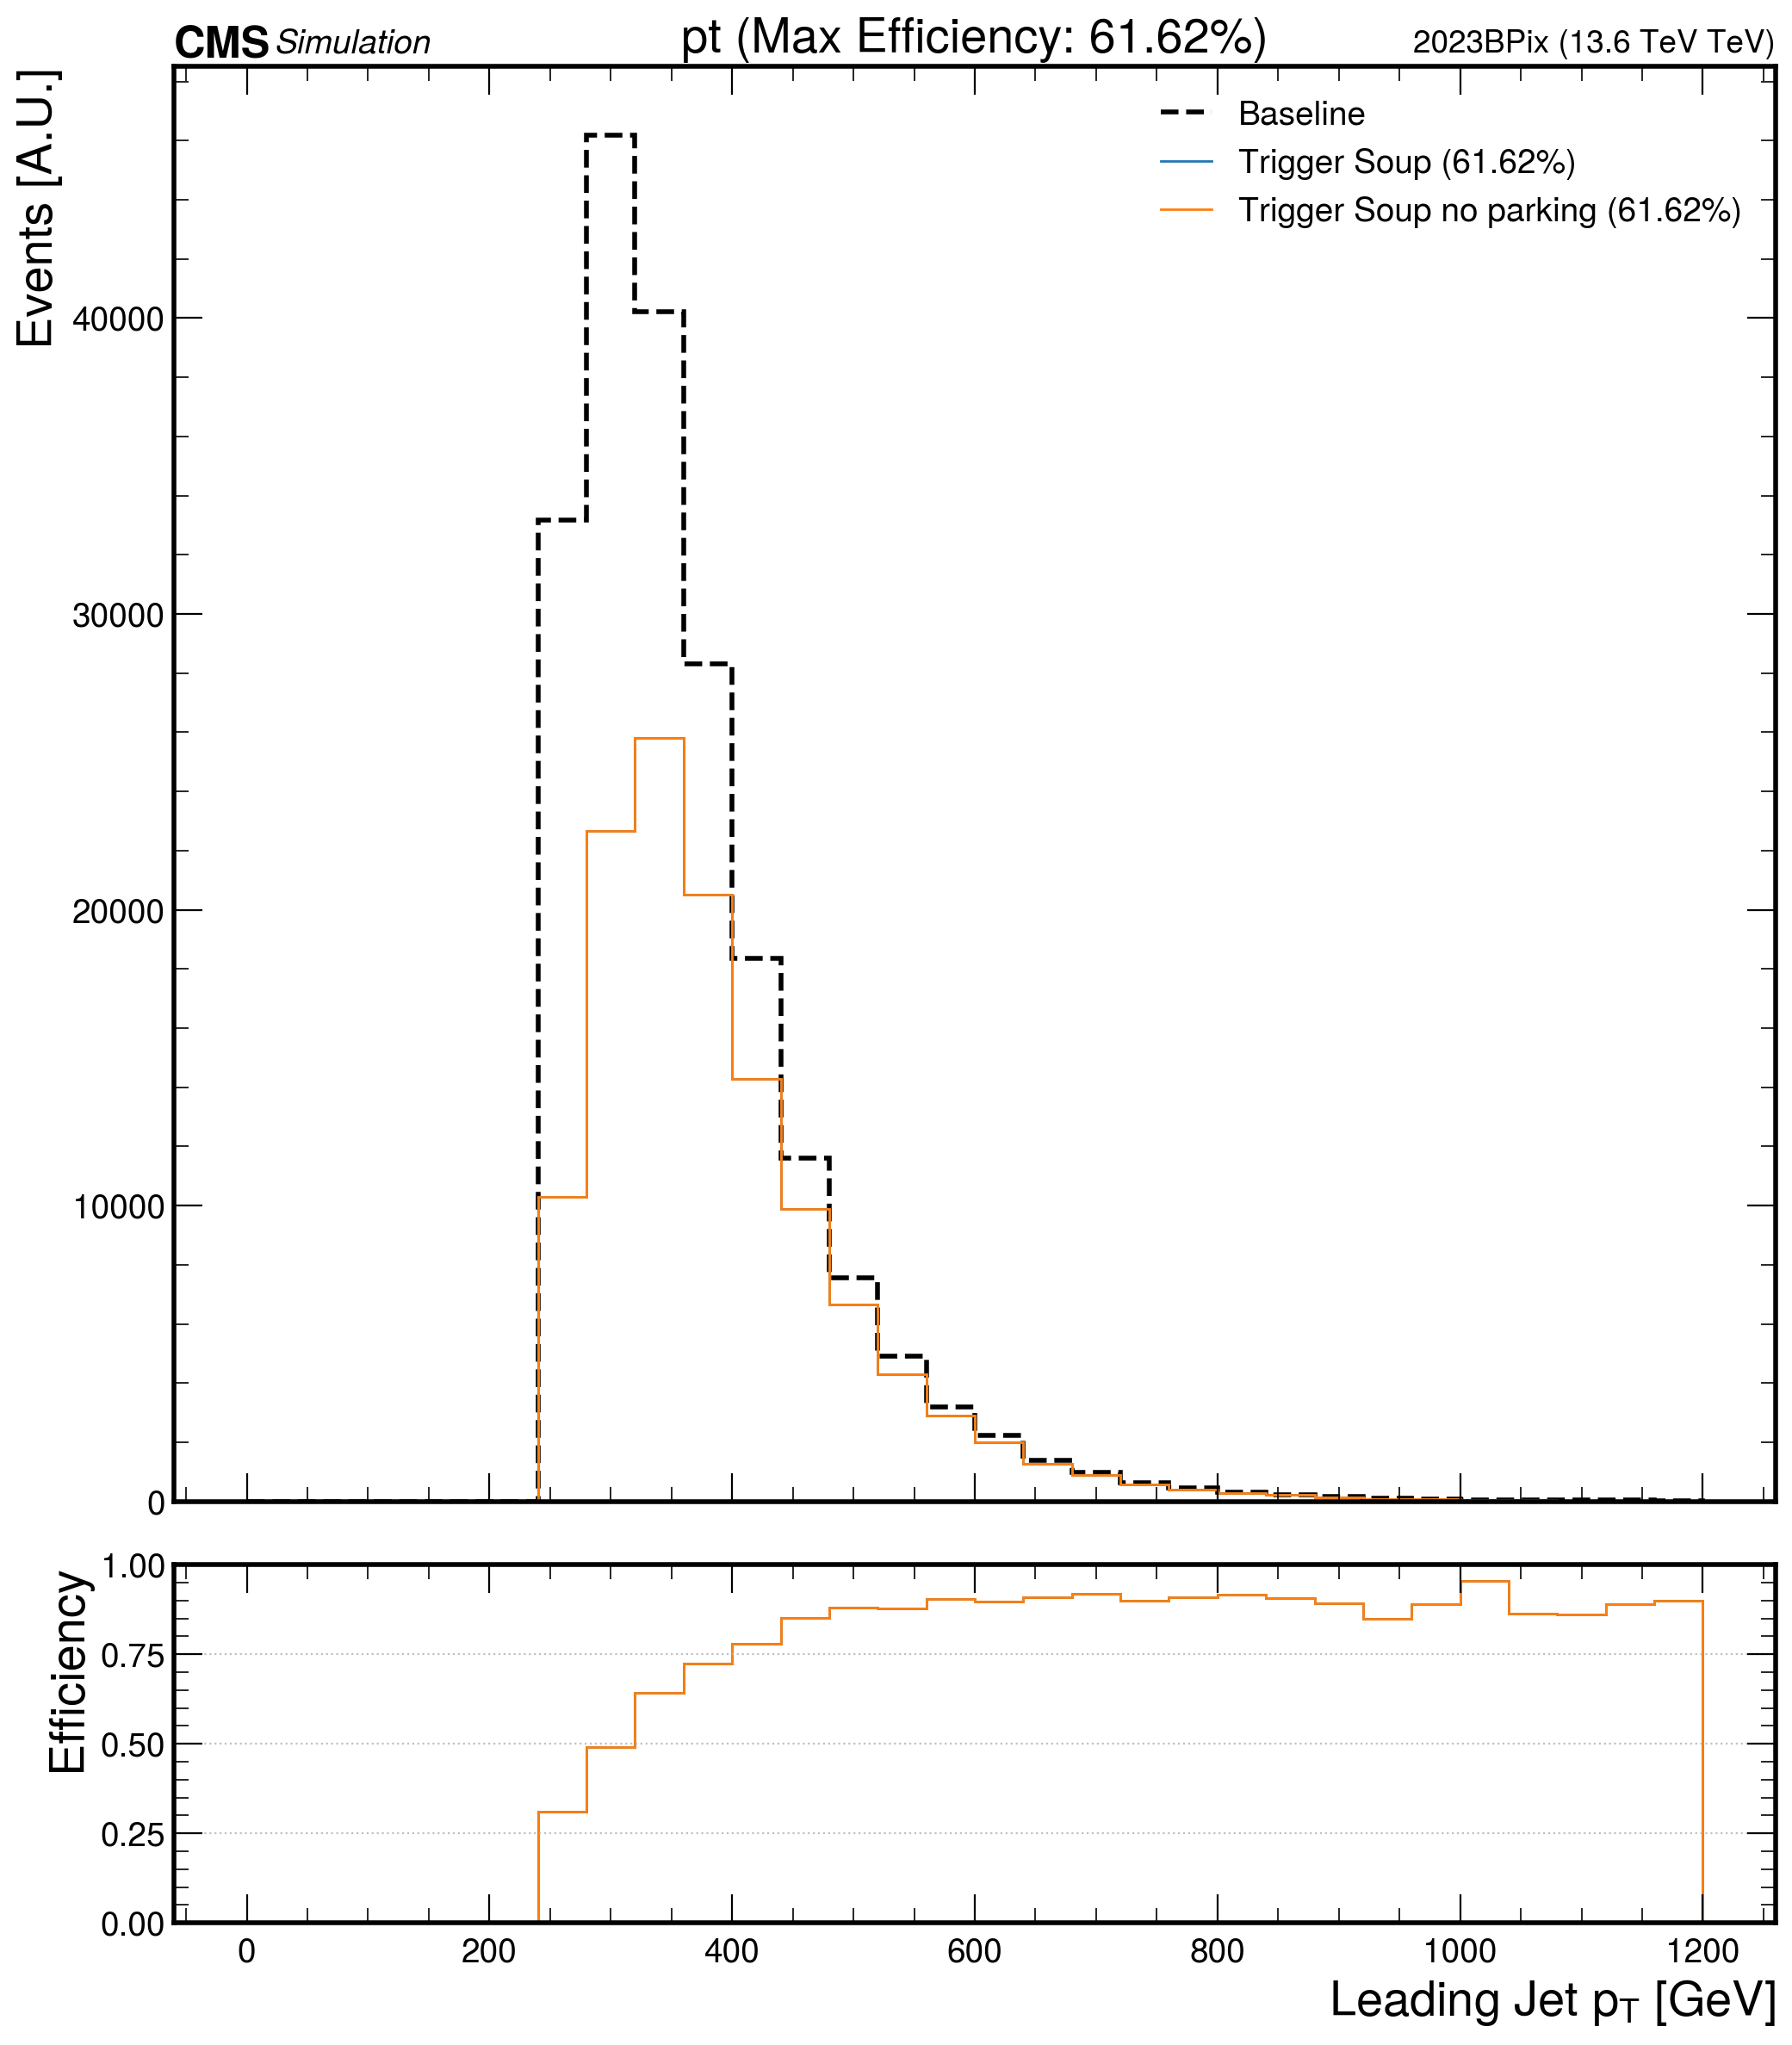 CMS Simulation pt (Max Efficiency: 61.62%) 2023BPix (13.6 TeV TeV)
Events [A.U.]
Baseline
Trigger Soup (61.62%)
Trigger Soup no parking (61.62%)
40000
30000
20000
10000
0
Efficiency
1.00
0.75
0.50
0.25
0.00
0 200 400 600 800 1000 1200
Leading Jet pT [GeV]